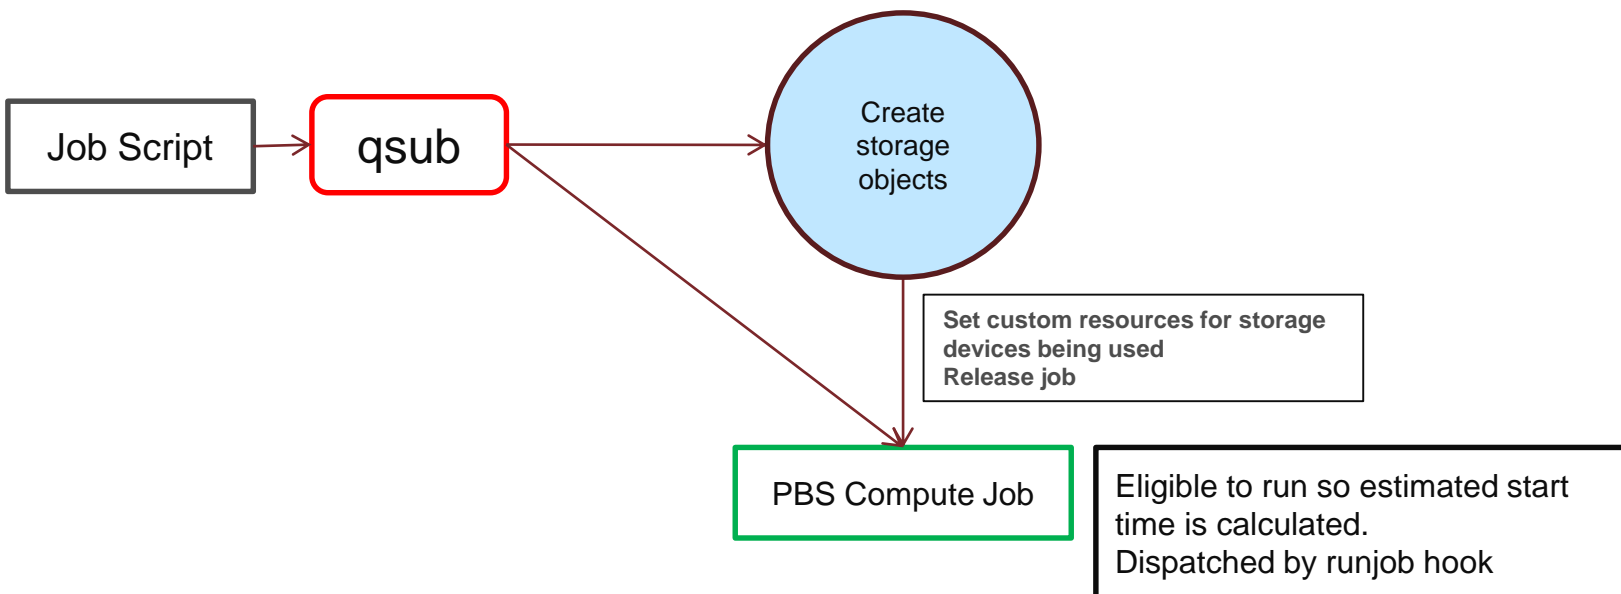 Job Script
qsub
Create
storage
objects
Set custom resources for storage
devices being used
Release job
PBS Compute Job
Eligible to run so estimated start
time is calculated.
Dispatched by runjob hook